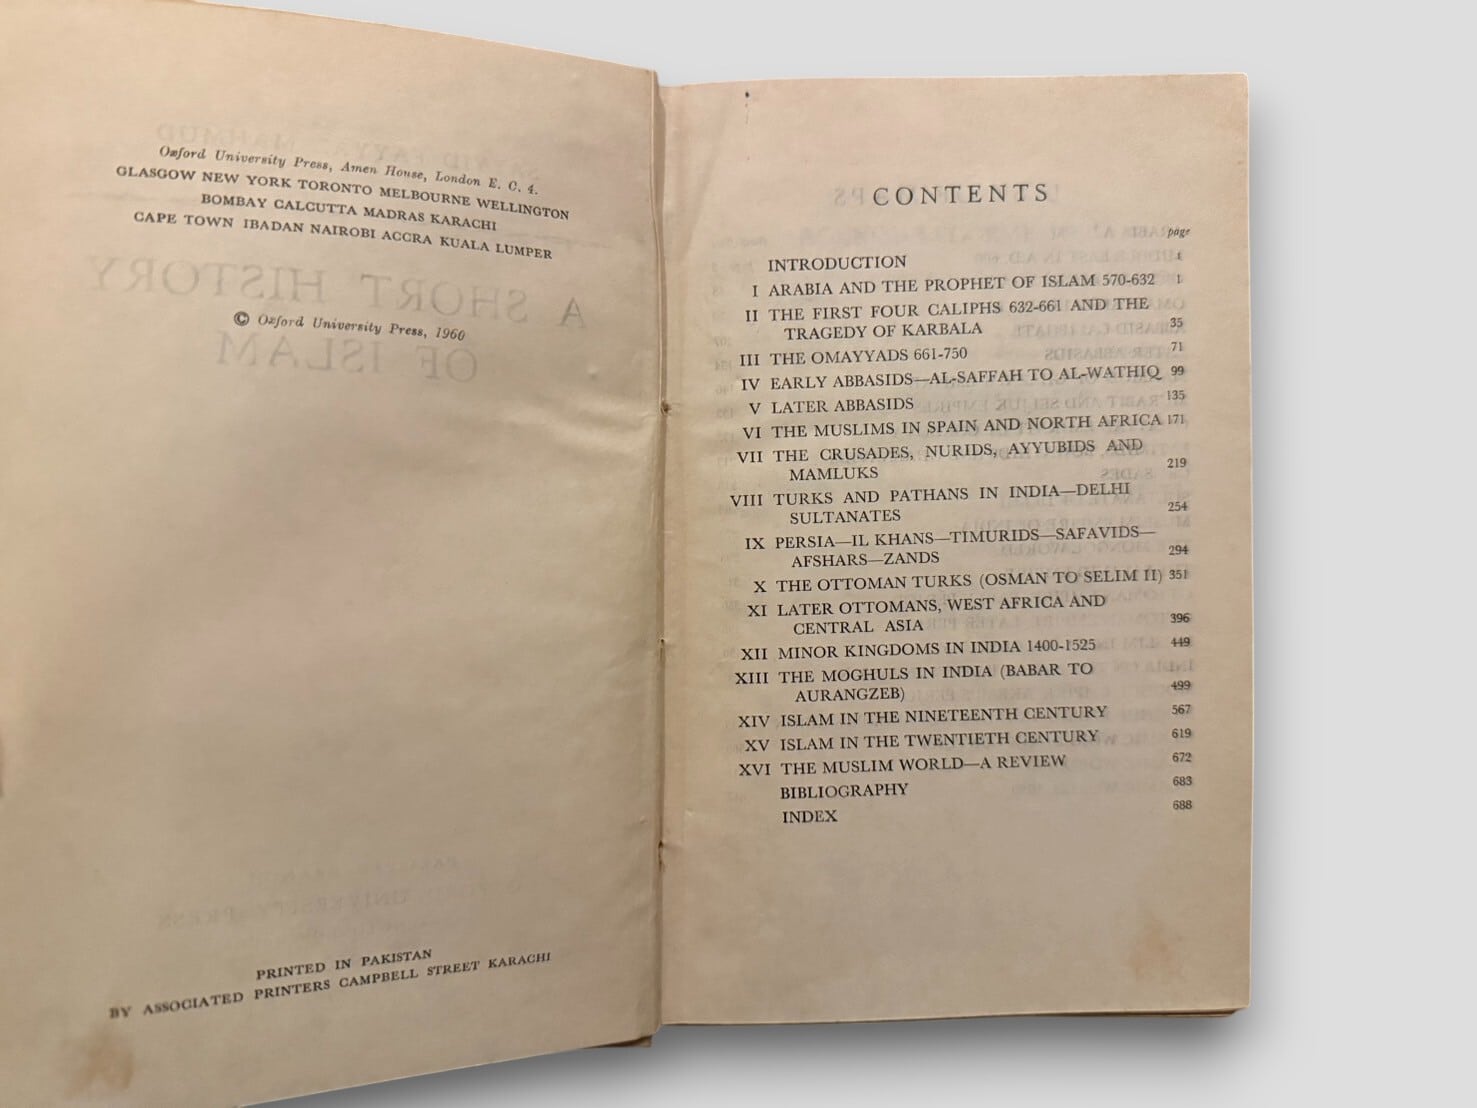 Oxford University Press, Amen House, London E. C. 4.
GLASGOW NEW YORK TORONTO MELBOURNE WELLINGTON
BOMBAY CALCUTTA MADRAS KARACHI
CAPE TOWN IBADAN NAIROBI ACCRA KUALA LUMPER
© Oxford University Press, 1960
PRINTED IN PAKISTAN
BY ASSOCIATED PRINTERS CAMPBELL STREET KARACHI
CONTENTS
page
INTRODUCTION
I ARABIA AND THE PROPHET OF ISLAM 570-632 1
II THE FIRST FOUR CALIPHS 632-661 AND THE
TRAGEDY OF KARBALA 35
III THE OMAYYADS 661-750 71
IV EARLY ABBASIDS—AL-SAFFAH TO AL-WATHIQ 99
V LATER ABBASIDS 135
VI THE MUSLIMS IN SPAIN AND NORTH AFRICA 171
VII THE CRUSADES, NURIDS, AYYUBIDS AND
MAMLUKS 219
VIII TURKS AND PATHANS IN INDIA—DELHI
SULTANATES 254
IX PERSIA—IL KHANS—TIMURIDS—SAFAVIDS—
AFSHARS—ZANDS 294
X THE OTTOMAN TURKS (OSMAN TO SELIM II) 351
XI LATER OTTOMANS, WEST AFRICA AND
CENTRAL ASIA 396
XII MINOR KINGDOMS IN INDIA 1400-1525 449
XIII THE MOGHULS IN INDIA (BABAR TO
AURANGZEB) 499
XIV ISLAM IN THE NINETEENTH CENTURY 567
XV ISLAM IN THE TWENTIETH CENTURY 619
XVI THE MUSLIM WORLD—A REVIEW 672
BIBLIOGRAPHY 683
INDEX 688